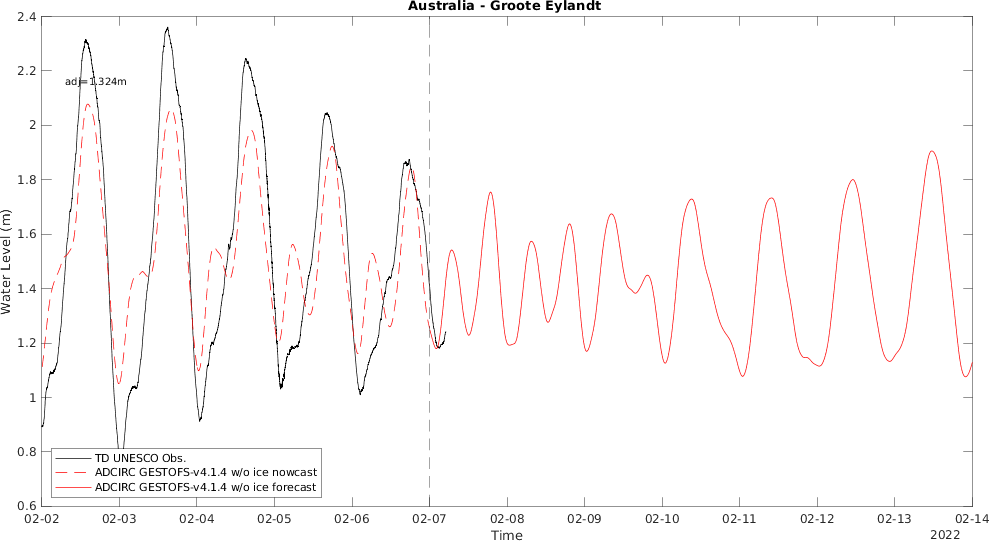 Australia - Groote Eylandt
2.4
2.2
2
1.8
1.6
1.4
1.2
1
0.8
0.6
Water Level (m)
adj=1.324m
TD UNESCO Obs.
ADCIRC GESTOFS-v4.1.4 w/o ice nowcast
ADCIRC GESTOFS-v4.1.4 w/o ice forecast
02-02 02-03 02-04 02-05 02-06 02-07 02-08 02-09 02-10 02-11 02-12 02-13 02-14
Time
2022